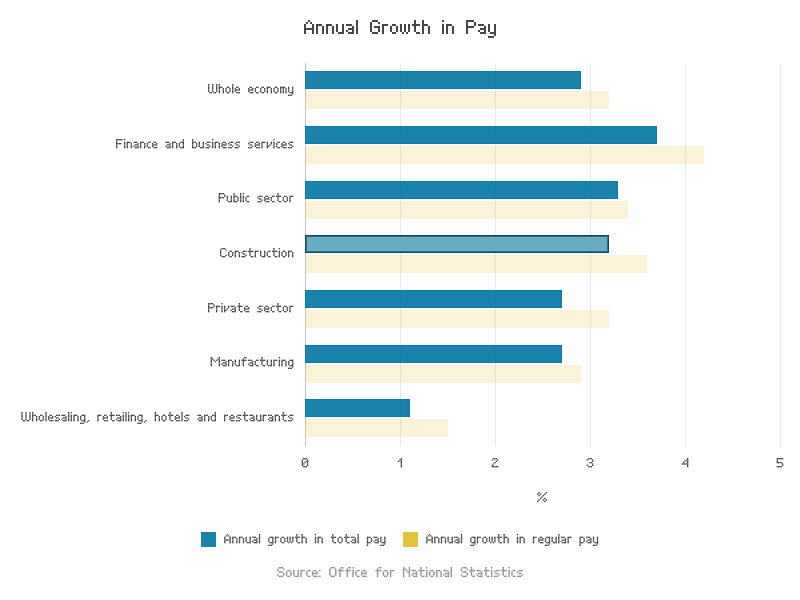 Annual Growth in Pay
Whole economy
Finance and business services
Public sector
Construction
Private sector
Manufacturing
Wholesaling, retailing, hotels and restaurants
0 1 2 3 4 5
%
Annual growth in total pay Annual growth in regular pay
Source: Office for National Statistics